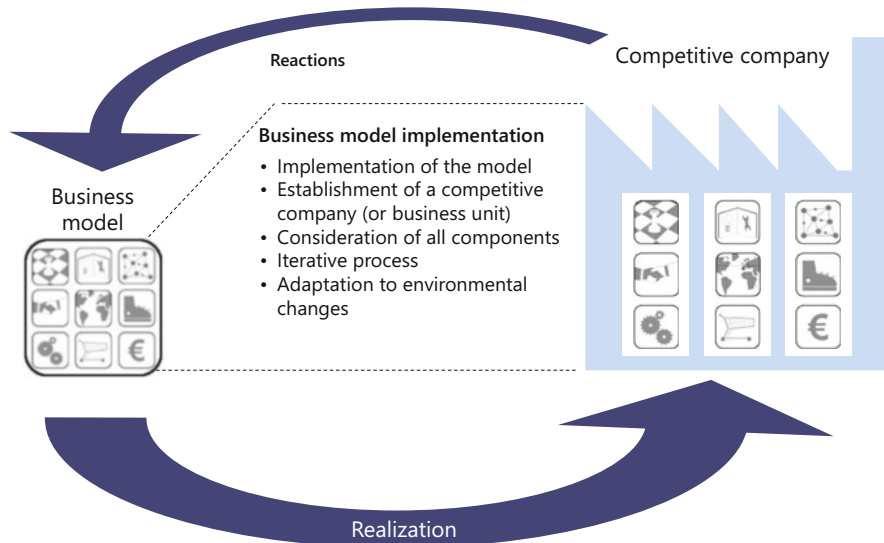 Reactions
Competitive company
Business model implementation
• Implementation of the model
• Establishment of a competitive
company (or business unit)
• Consideration of all components
• Iterative process
• Adaptation to environmental
changes
Business
model
€
€
Realization